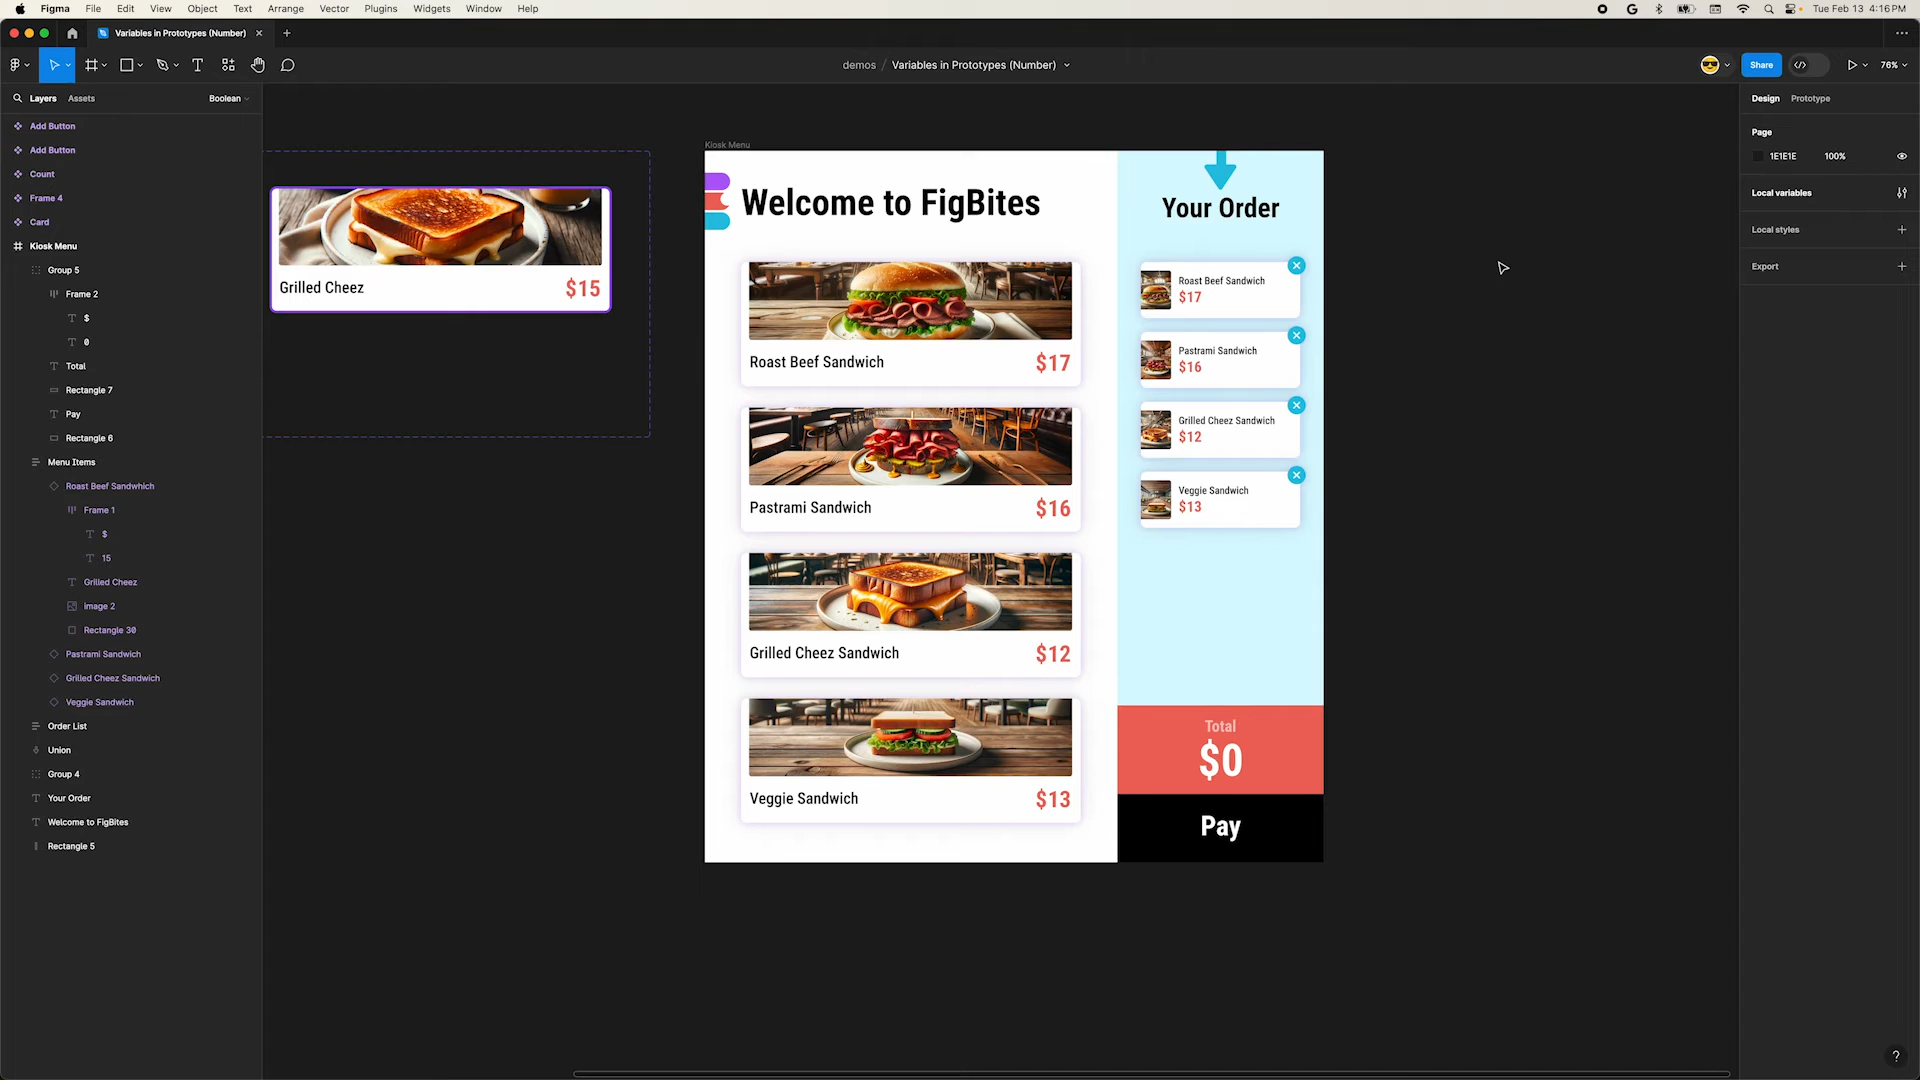 Figma File Edit View Object Text Arrange Vector Plugins Widgets Window Help Tue Feb 13 4:16 PM
Variables in Prototypes (Number)
demos / Variables in Prototypes (Number) Share 76%
Layers Assets Boolean
Add Button
Add Button
Count
Frame 4
Card
Kiosk Menu
Group 5
Frame 2
$
0
Total
Rectangle 7
Pay
Rectangle 6
Menu Items
Roast Beef Sandwhich
Frame 1
$
15
Grilled Cheez
image 2
Rectangle 30
Pastrami Sandwich
Grilled Cheez Sandwich
Veggie Sandwich
Order List
Union
Group 4
Your Order
Welcome to FigBites
Rectangle 5
Grilled Cheez $15
Kiosk Menu
Welcome to FigBites
Roast Beef Sandwich $17
Pastrami Sandwich $16
Grilled Cheez Sandwich $12
Veggie Sandwich $13
Your Order
Roast Beef Sandwich
$17
Pastrami Sandwich
$16
Grilled Cheez Sandwich
$12
Veggie Sandwich
$13
Total
$0
Pay
Design Prototype
Page
1E1E1E 100%
Local variables
Local styles
Export
?